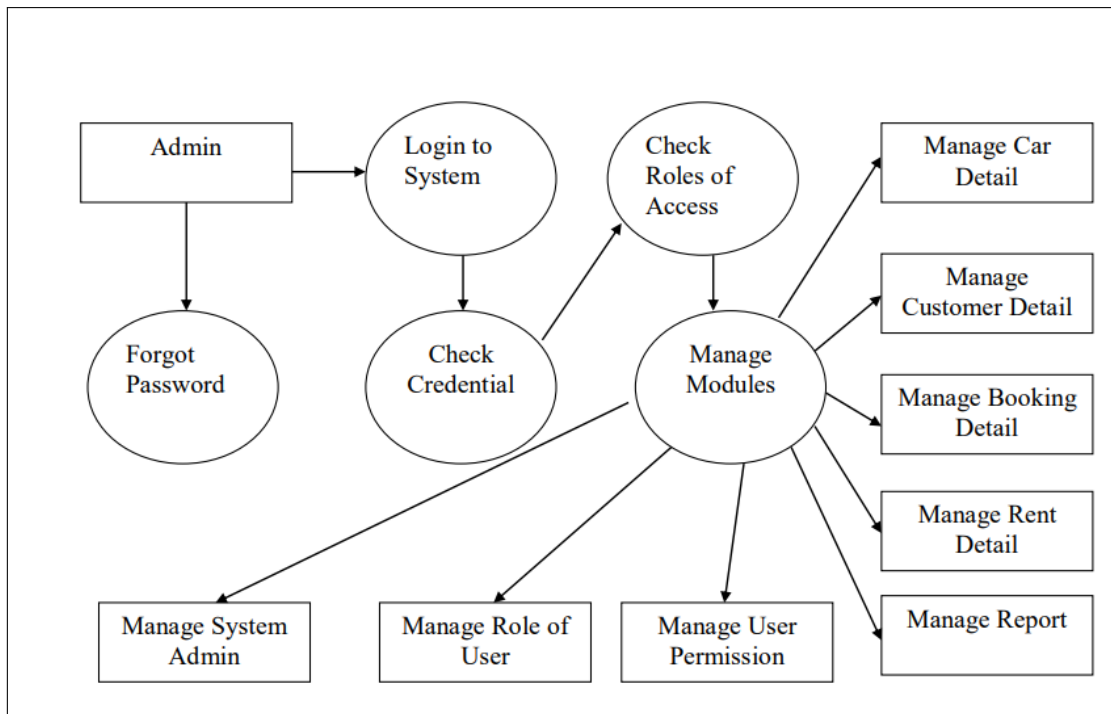 Admin
Login to
System
Check
Roles of
Access
Manage Car
Detail
Manage
Customer Detail
Forgot
Password
Check
Credential
Manage
Modules
Manage Booking
Detail
Manage Rent
Detail
Manage System
Admin
Manage Role of
User
Manage User
Permission
Manage Report